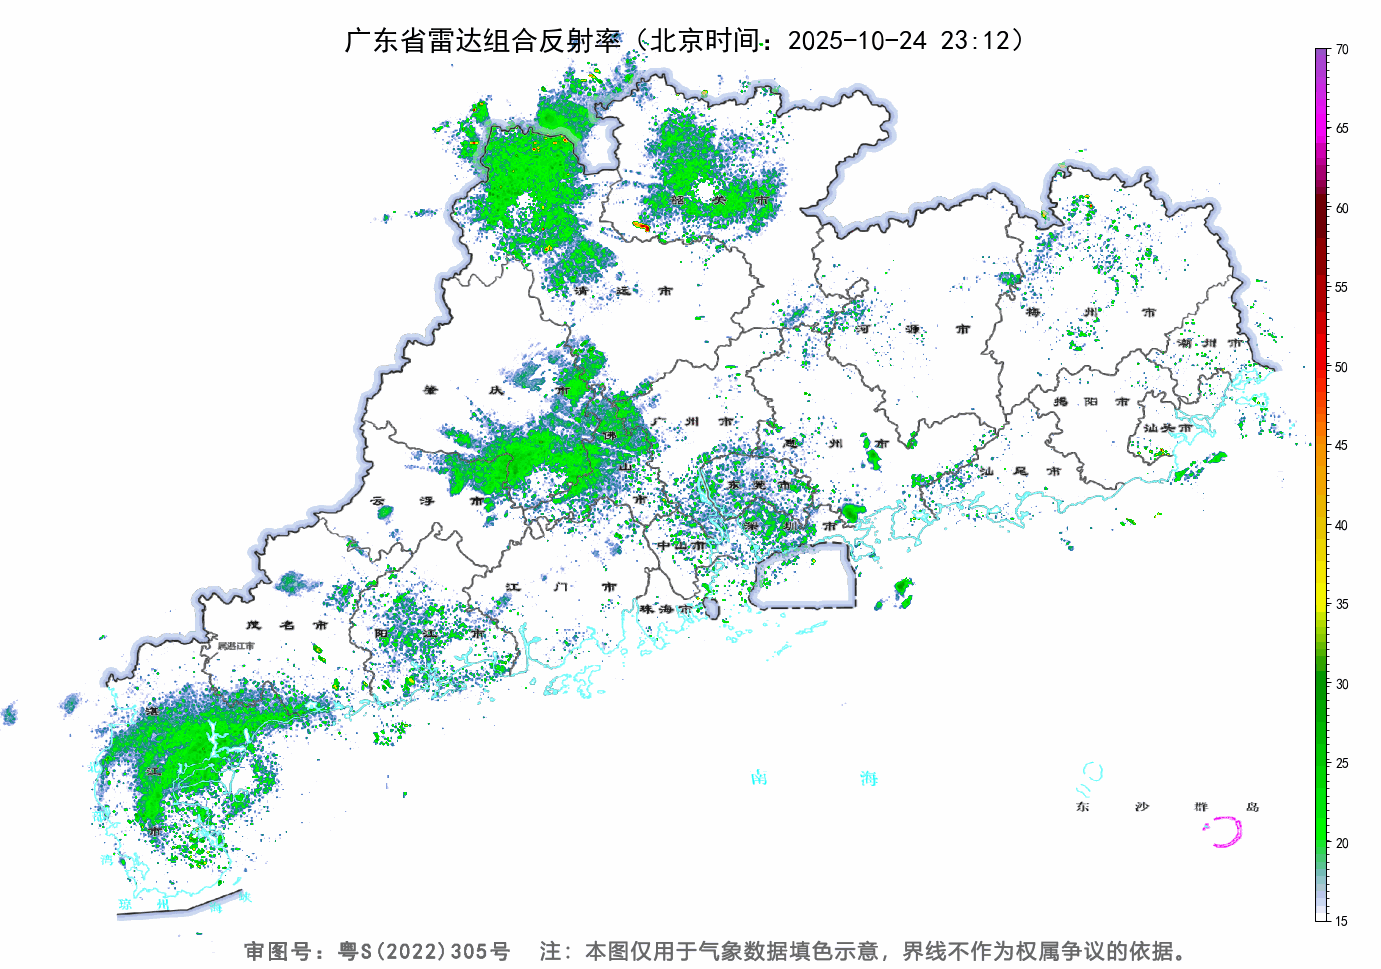 广东省雷达组合反射率（北京时间：2025-10-24 23:12）
70
65
60
55
50
45
40
35
30
25
20
15
韶关市
清远市
河源市
梅州市
潮州市
肇庆市
广州市
揭阳市
汕头市
佛山市
惠州市
汕尾市
云浮市
东莞市
深圳市
中山市
江门市
珠海市
茂名市
阳江市
属湛江市
湛江市
南海
东沙群岛
琼州海峡
审图号：粤S(2022)305号 注：本图仅用于气象数据填色示意，界线不作为权属争议的依据。